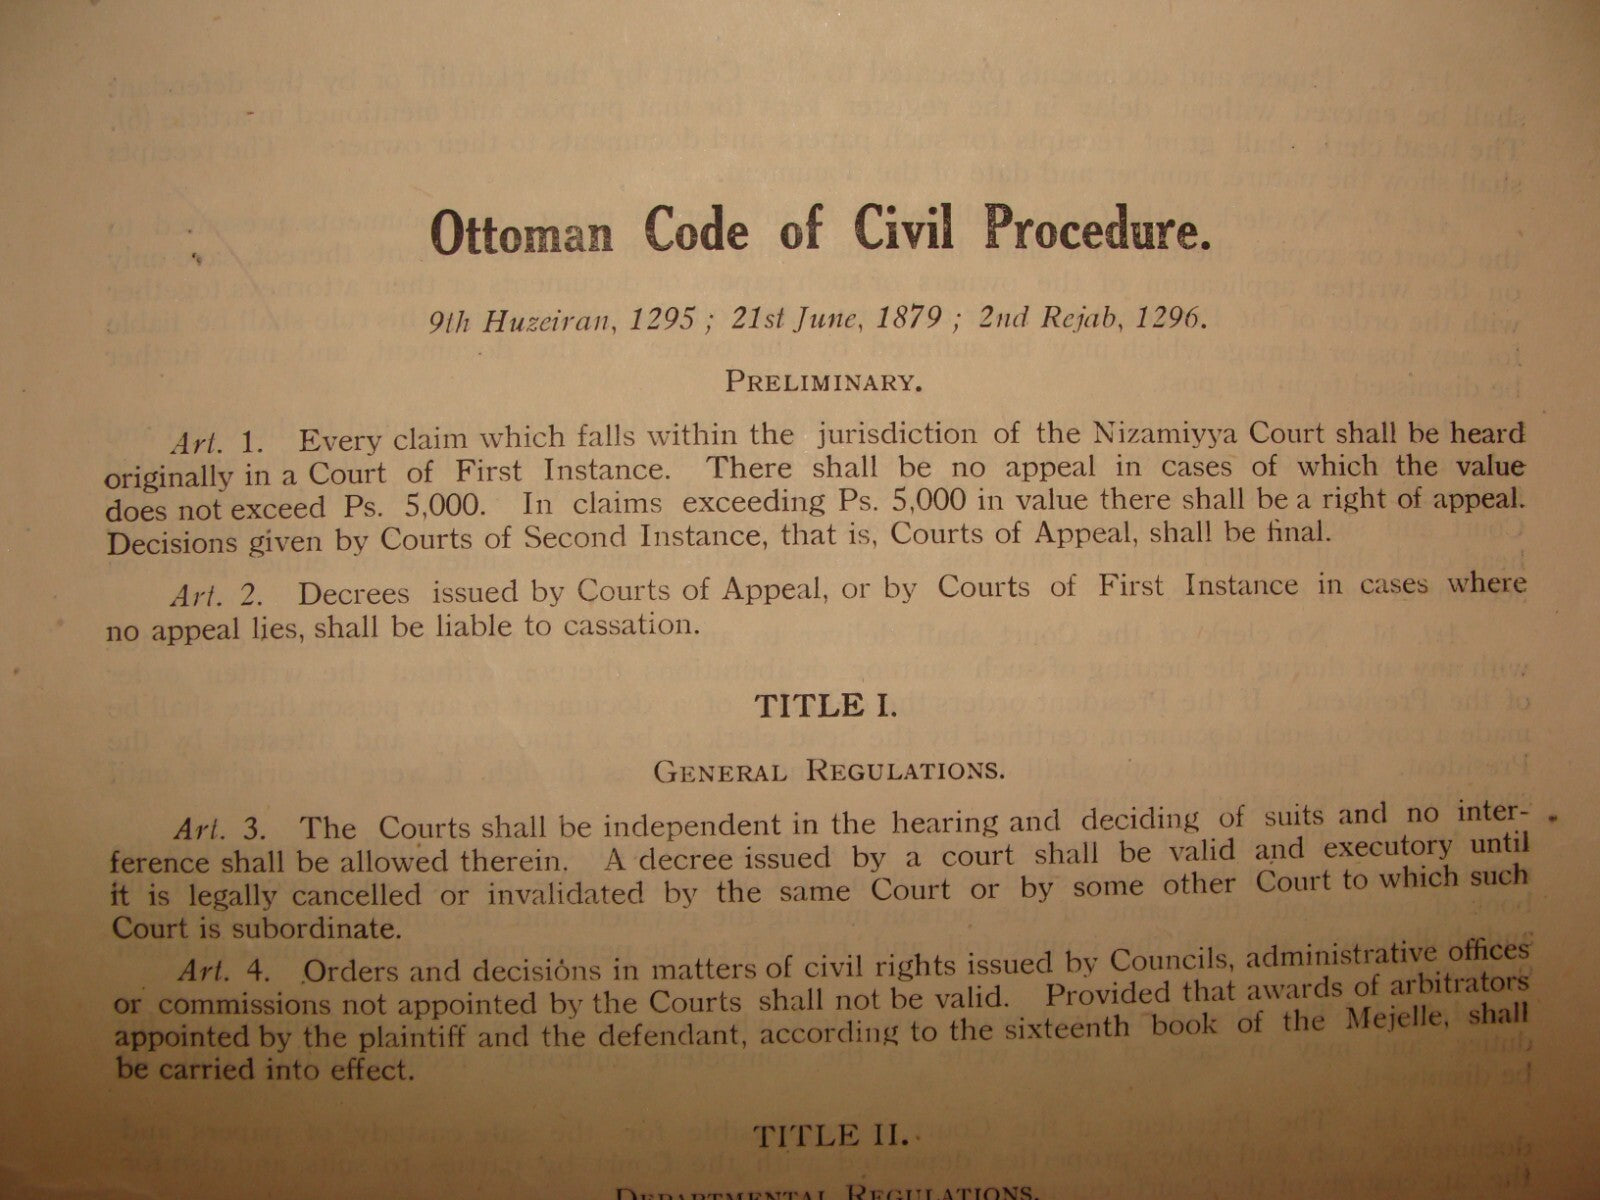 Ottoman Code of Civil Procedure.
9th Huzeiran, 1295 ; 21st June, 1879 ; 2nd Rejab, 1296.
PRELIMINARY.
Art. 1. Every claim which falls within the jurisdiction of the Nizamiyya Court shall be heard
originally in a Court of First Instance. There shall be no appeal in cases of which the value
does not exceed Ps. 5,000. In claims exceeding Ps. 5,000 in value there shall be a right of appeal.
Decisions given by Courts of Second Instance, that is, Courts of Appeal, shall be final.
Art. 2. Decrees issued by Courts of Appeal, or by Courts of First Instance in cases where
no appeal lies, shall be liable to cassation.
TITLE I.
GENERAL REGULATIONS.
Art. 3. The Courts shall be independent in the hearing and deciding of suits and no inter-
ference shall be allowed therein. A decree issued by a court shall be valid and executory until
it is legally cancelled or invalidated by the same Court or by some other Court to which such
Court is subordinate.
Art. 4. Orders and decisions in matters of civil rights issued by Councils, administrative offices
or commissions not appointed by the Courts shall not be valid. Provided that awards of arbitrators
appointed by the plaintiff and the defendant, according to the sixteenth book of the Mejelle, shall
be carried into effect.
TITLE II.
DEPARTMENTAL REGULATIONS.